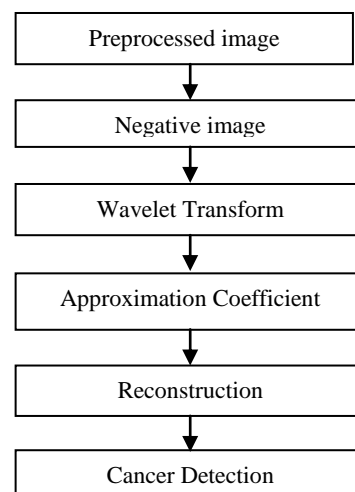 Preprocessed image
Negative image
Wavelet Transform
Approximation Coefficient
Reconstruction
Cancer Detection